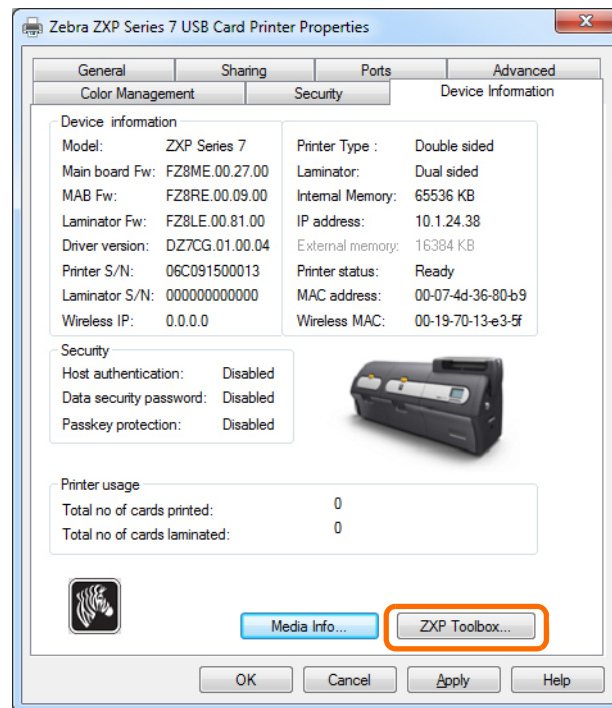 Zebra ZXP Series 7 USB Card Printer Properties
General Sharing Ports Advanced
Color Management Security Device Information
Device information
Model: ZXP Series 7
Main board Fw: FZ8ME.00.27.00
MAB Fw: FZ8RE.00.09.00
Laminator Fw: FZ8LE.00.81.00
Driver version: DZ7CG.01.00.04
Printer S/N: 06C091500013
Laminator S/N: 000000000000
Wireless IP: 0.0.0.0
Printer Type : Double sided
Laminator: Dual sided
Internal Memory: 65536 KB
IP address: 10.1.24.38
External memory: 16384 KB
Printer status: Ready
MAC address: 00-07-4d-36-80-b9
Wireless MAC: 00-19-70-13-e3-5f
Security
Host authentication: Disabled
Data security password: Disabled
Passkey protection: Disabled
Printer usage
Total no of cards printed: 0
Total no of cards laminated: 0
Media Info... ZXP Toolbox...
OK Cancel Apply Help